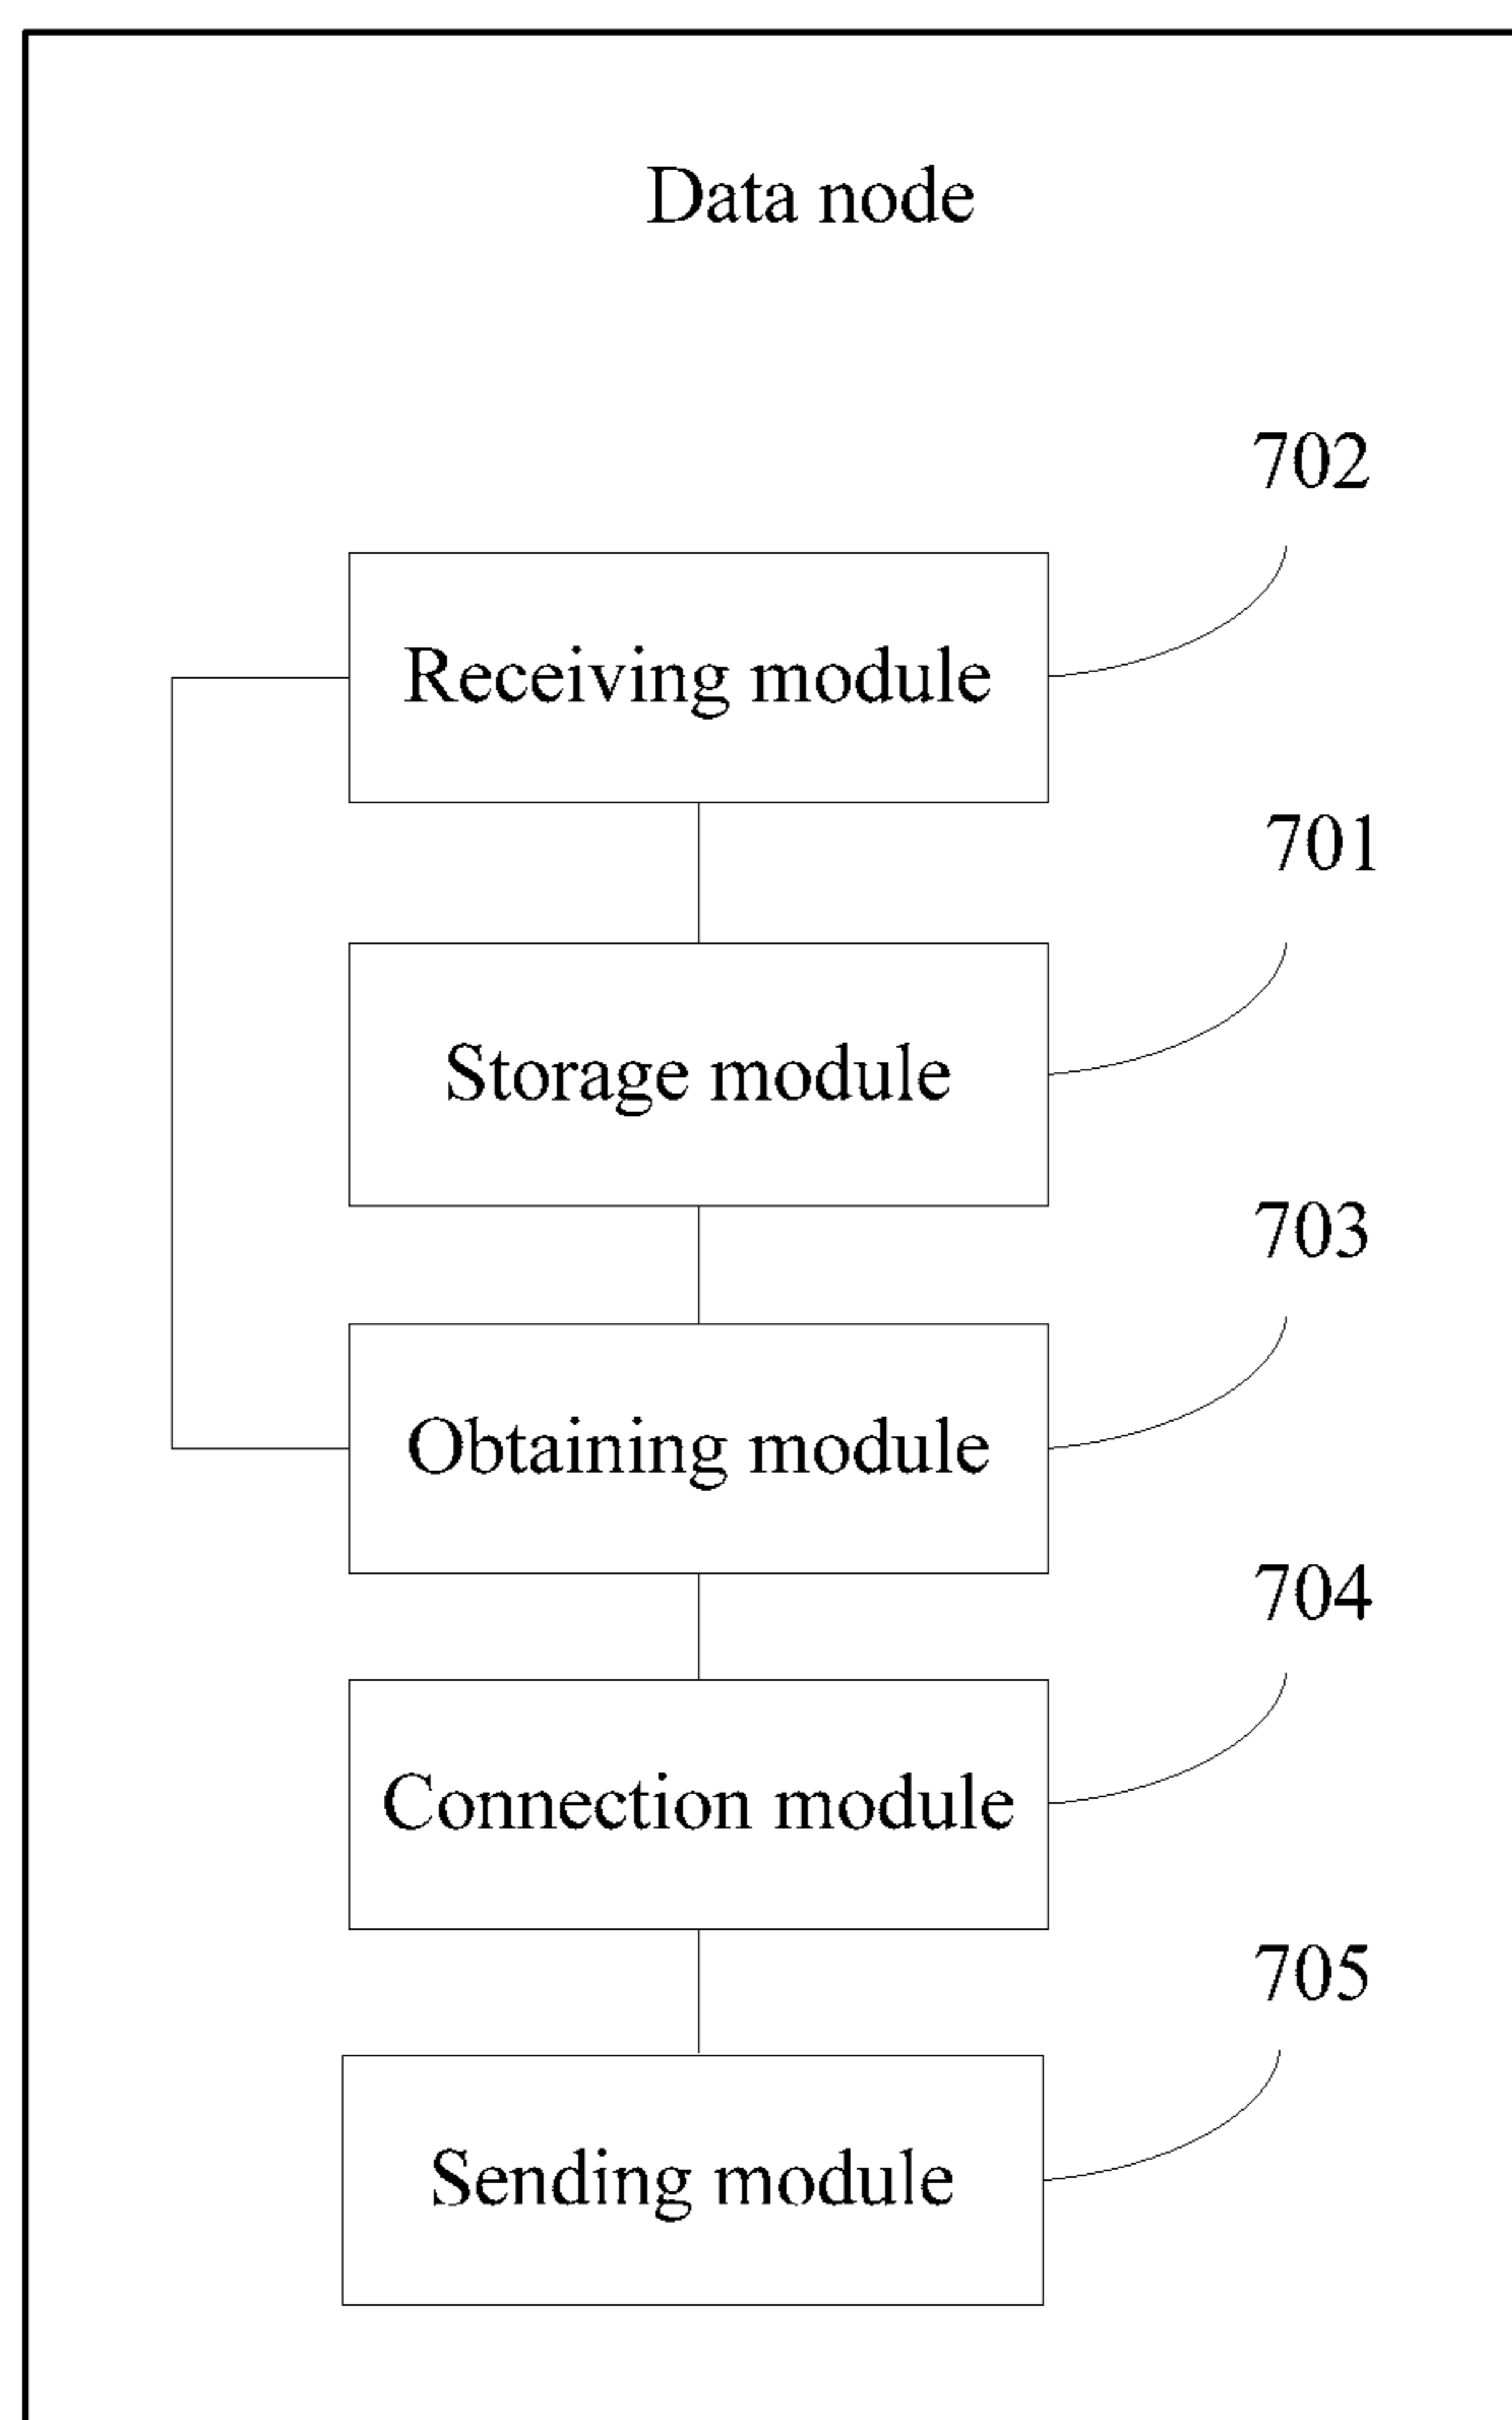 Data node
702
Receiving module
701
Storage module
703
Obtaining module
704
Connection module
705
Sending module